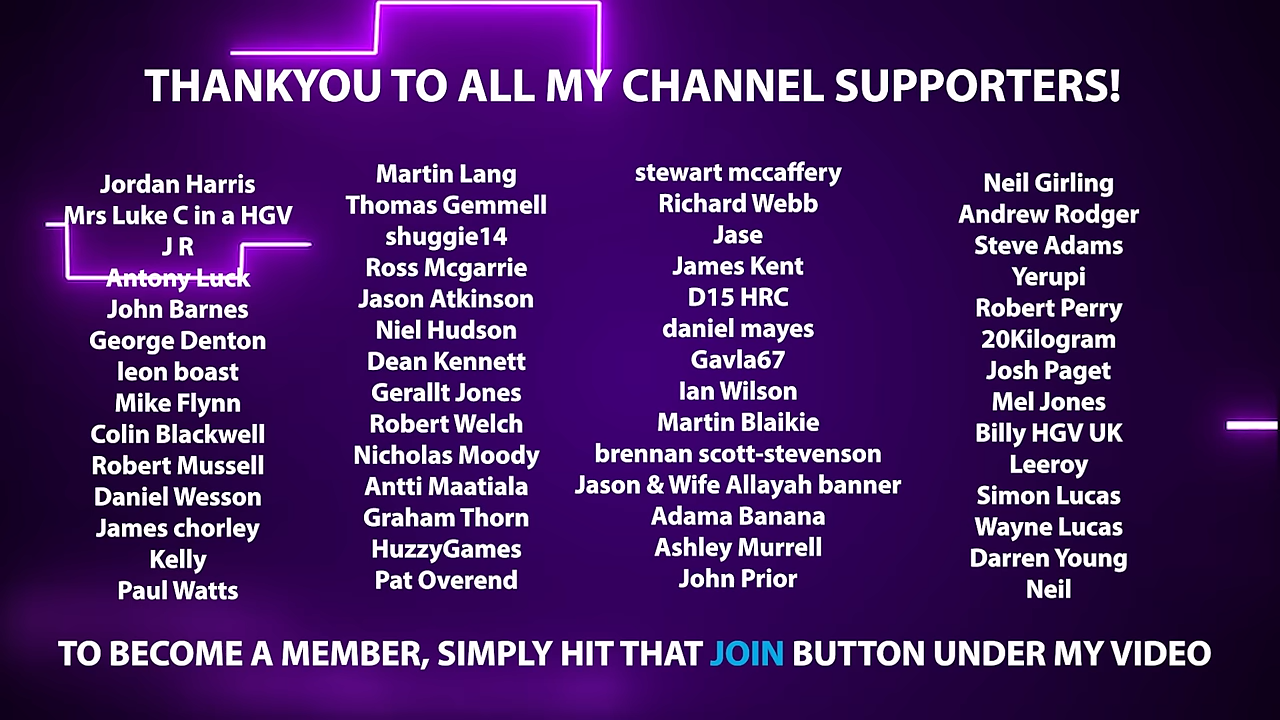 THANKYOU TO ALL MY CHANNEL SUPPORTERS!
Jordan Harris
Mrs Luke C in a HGV
J R
Antony Luck
John Barnes
George Denton
leon boast
Mike Flynn
Colin Blackwell
Robert Mussell
Daniel Wesson
James chorley
Kelly
Paul Watts
Martin Lang
Thomas Gemmell
shuggie14
Ross Mcgarrie
Jason Atkinson
Niel Hudson
Dean Kennett
Gerallt Jones
Robert Welch
Nicholas Moody
Antti Maatiala
Graham Thorn
HuzzyGames
Pat Overend
stewart mccaffery
Richard Webb
Jase
James Kent
D15 HRC
daniel mayes
Gavla67
Ian Wilson
Martin Blaikie
brennan scott-stevenson
Jason & Wife Allayah banner
Adama Banana
Ashley Murrell
John Prior
Neil Girling
Andrew Rodger
Steve Adams
Yerupi
Robert Perry
20Kilogram
Josh Paget
Mel Jones
Billy HGV UK
Leeroy
Simon Lucas
Wayne Lucas
Darren Young
Neil
TO BECOME A MEMBER, SIMPLY HIT THAT JOIN BUTTON UNDER MY VIDEO